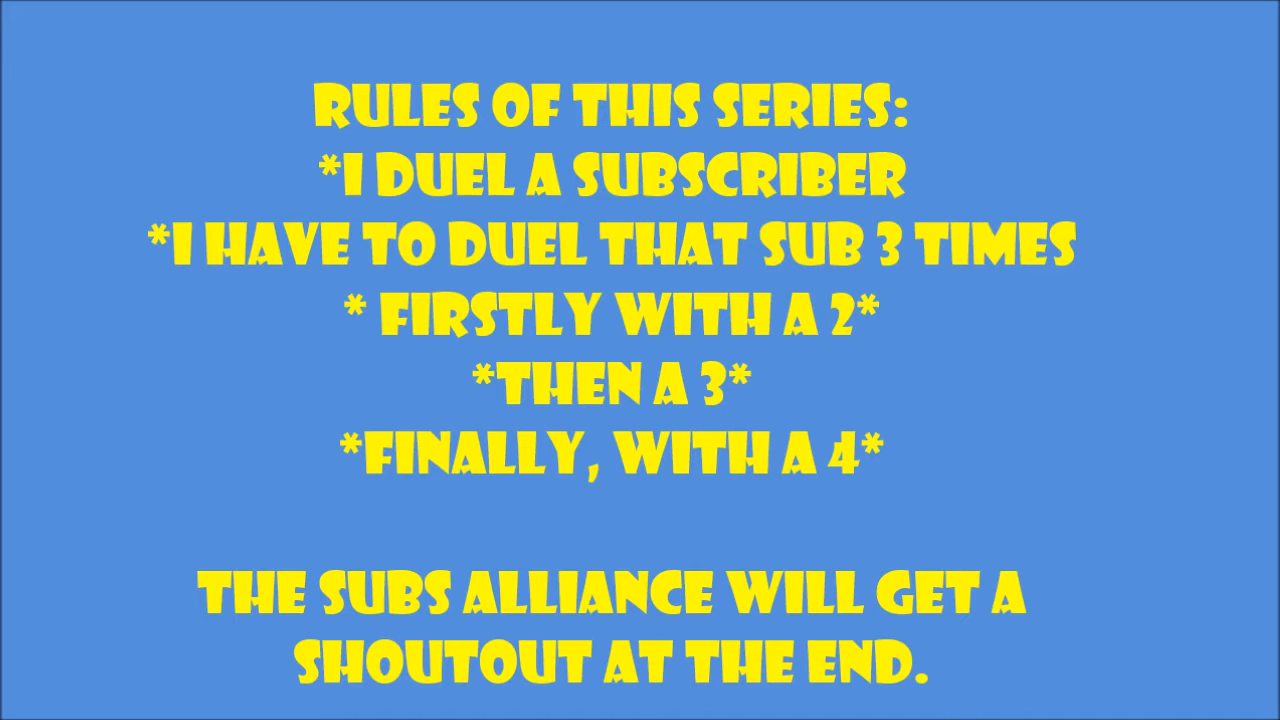 RULES OF THIS SERIES:
*I DUEL A SUBSCRIBER
*I HAVE TO DUEL THAT SUB 3 TIMES
* FIRSTLY WITH A 2*
*THEN A 3*
*FINALLY, WITH A 4*
THE SUBS ALLIANCE WILL GET A
SHOUTOUT AT THE END.